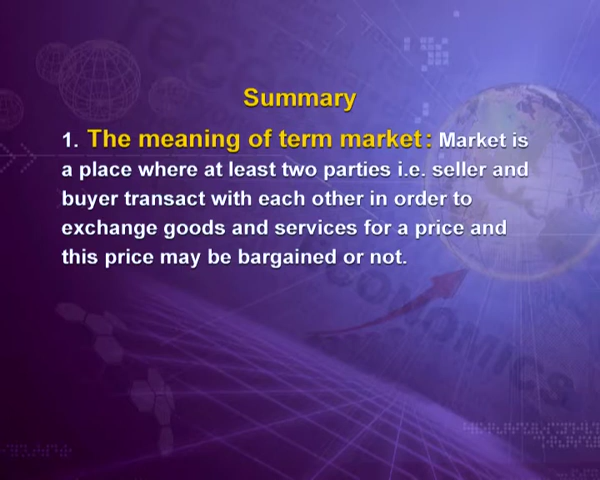 Summary
1. The meaning of term market: Market is
a place where at least two parties i.e. seller and
buyer transact with each other in order to
exchange goods and services for a price and
this price may be bargained or not.
ECONOMICS